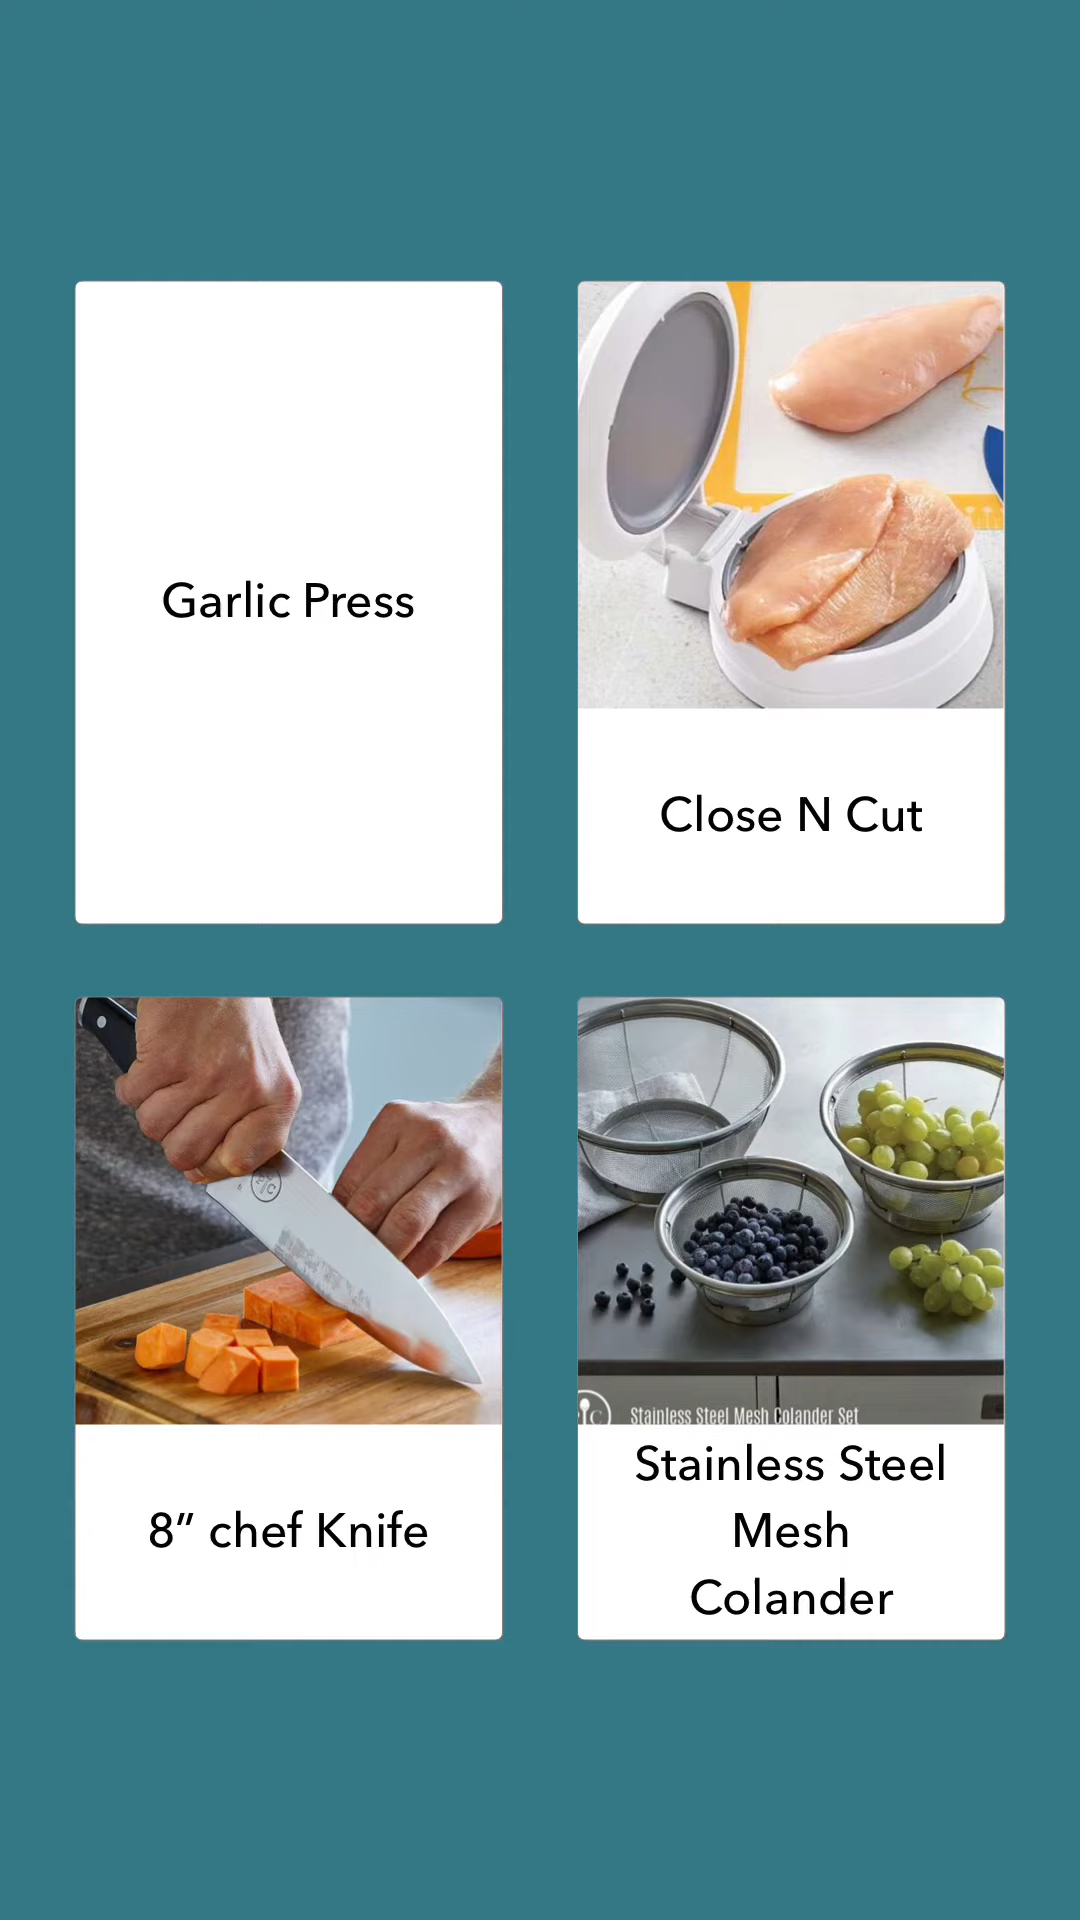 Garlic Press
Close N Cut
8” chef Knife
Stainless Steel Mesh Colander Set
Stainless Steel
Mesh
Colander